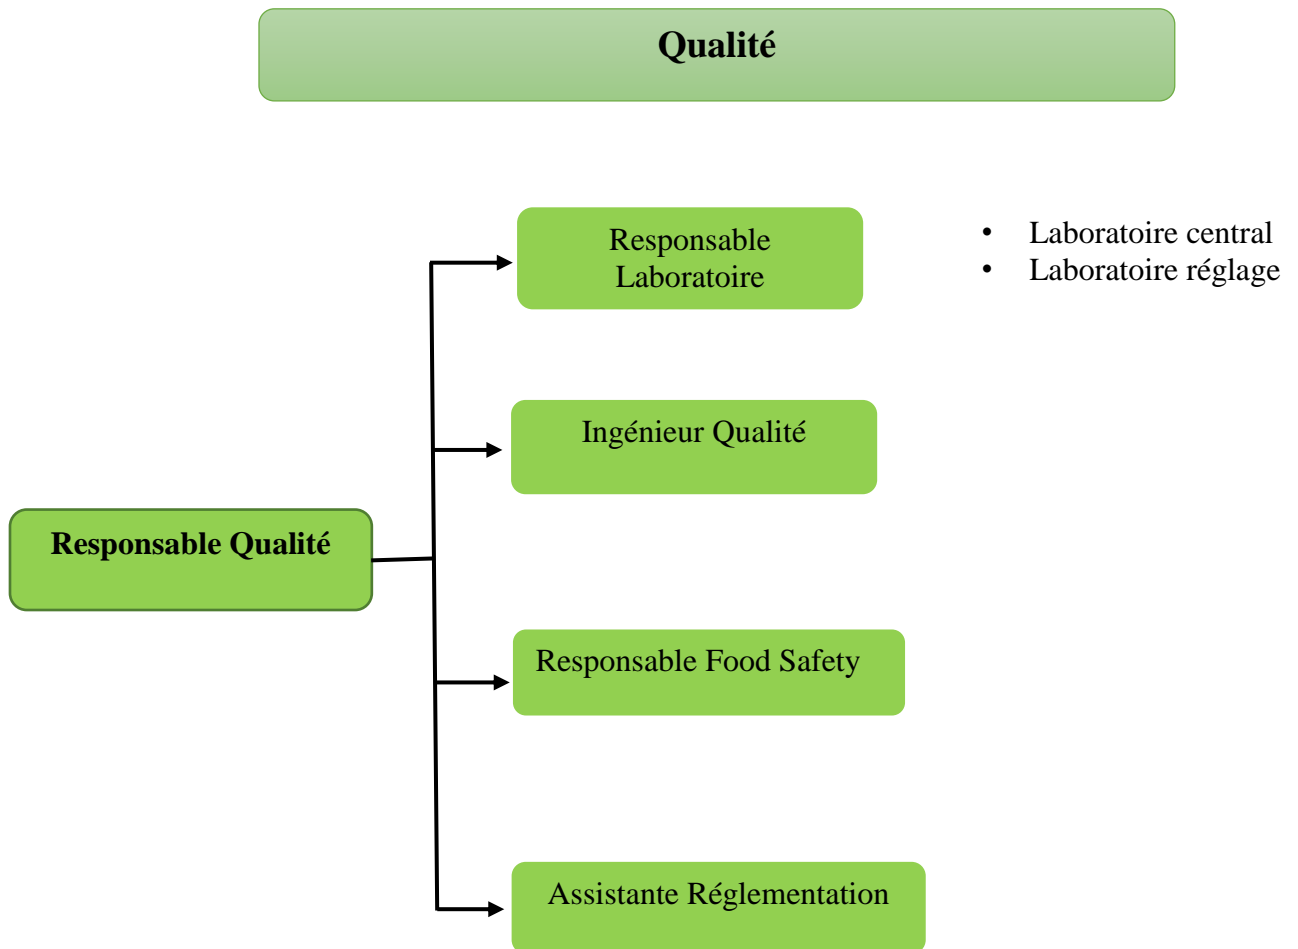 Qualité
Responsable
Laboratoire
• Laboratoire central
• Laboratoire réglage
Ingénieur Qualité
Responsable Qualité
Responsable Food Safety
Assistante Réglementation